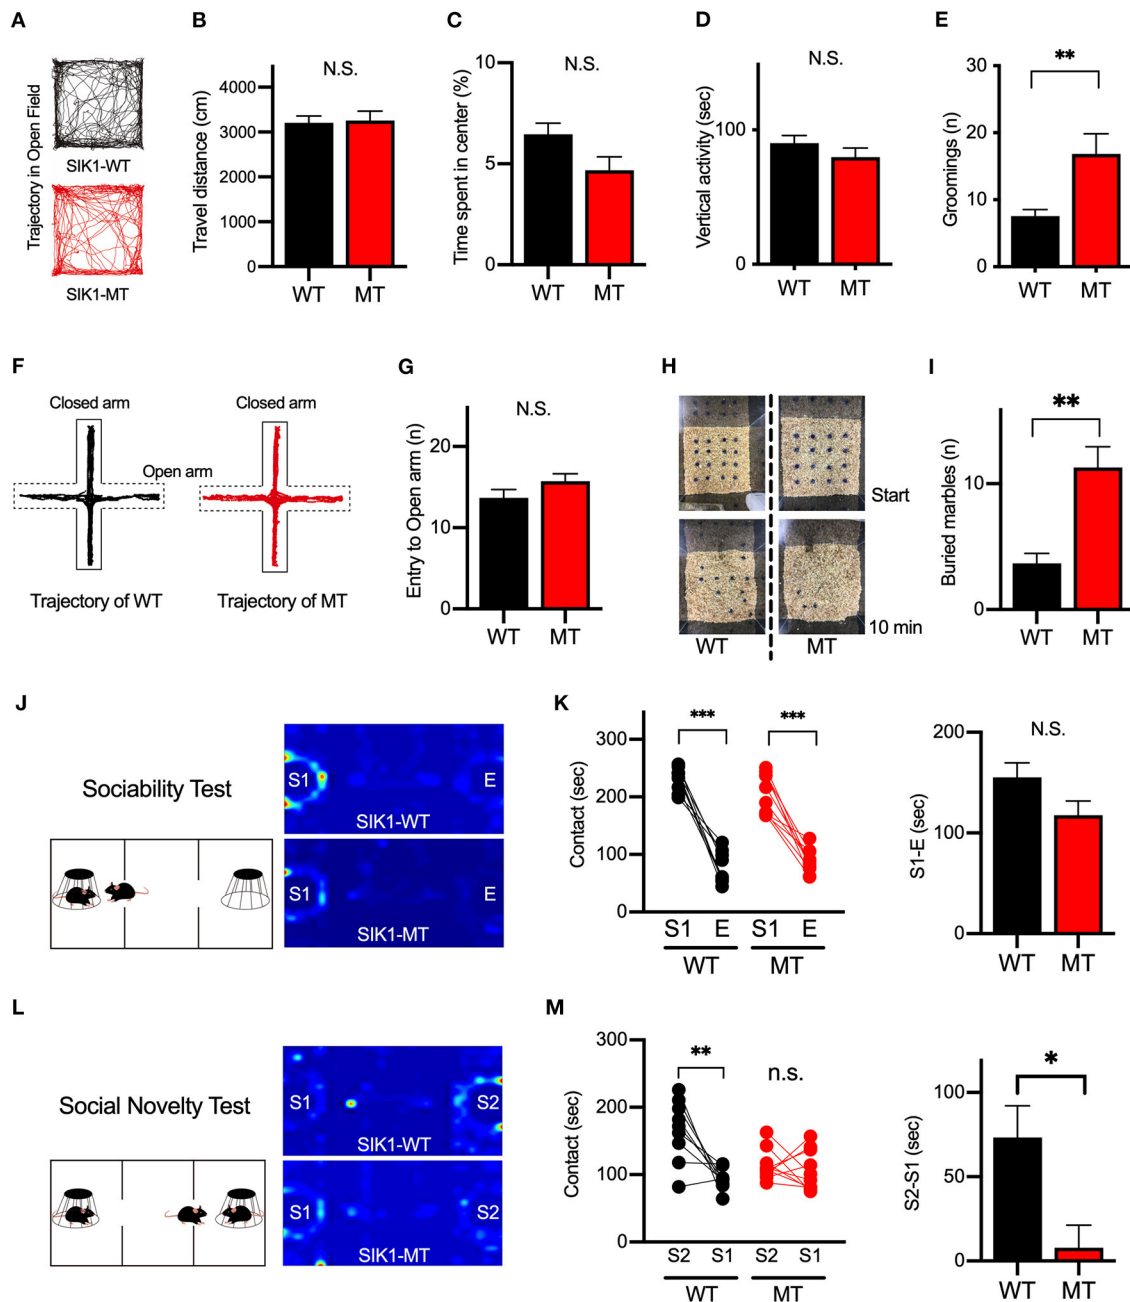 A
Trajectory in Open Field
SIK1-WT
SIK1-MT
B
N.S.
Travel distance (cm)
4000
3000
2000
1000
0
WT MT
C
N.S.
Time spent in center (%)
10
5
0
WT MT
D
N.S.
Vertical activity (sec)
100
0
WT MT
E
**
Groomings (n)
30
20
10
0
WT MT
F
Closed arm Closed arm
Open arm
Trajectory of WT Trajectory of MT
G
N.S.
Entry to Open arm (n)
20
10
0
WT MT
H
Start
10 min
WT MT
I
**
Buried marbles (n)
10
0
WT MT
J
Sociability Test
S1 E
SIK1-WT
S1 E
SIK1-MT
K
*** ***
Contact (sec)
300
200
100
0
S1 E S1 E
WT MT
N.S.
S1-E (sec)
200
100
0
WT MT
L
Social Novelty Test
S1 S2
SIK1-WT
S1 S2
SIK1-MT
M
** n.s.
Contact (sec)
300
200
100
0
S2 S1 S2 S1
WT MT
*
S2-S1 (sec)
100
50
0
WT MT